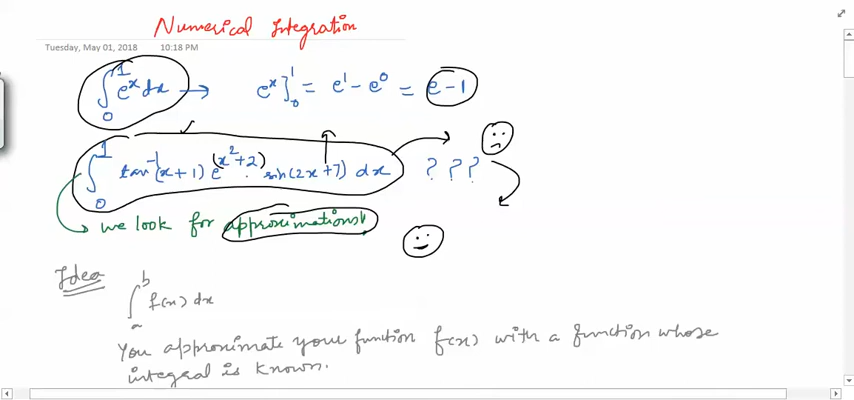 Numerical Integration
Tuesday, May 01, 2018 10:18 PM
∫₀¹ eˣ dx → eˣ]₀¹ = e¹ − e⁰ = e − 1
∫₀¹ tan⁻¹(x+1) e^(x²+2) · sin(2x+7) dx ? ? ?
we look for approximations!
Idea
∫ₐᵇ f(x) dx
You approximate your function f(x) with a function whose
integral is known.